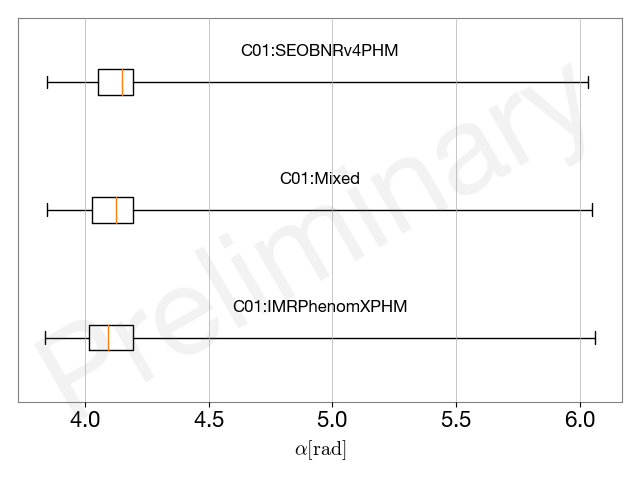 C01:SEOBNRv4PHM
C01:Mixed
C01:IMRPhenomXPHM
Preliminary
4.0 4.5 5.0 5.5 6.0
α[rad]